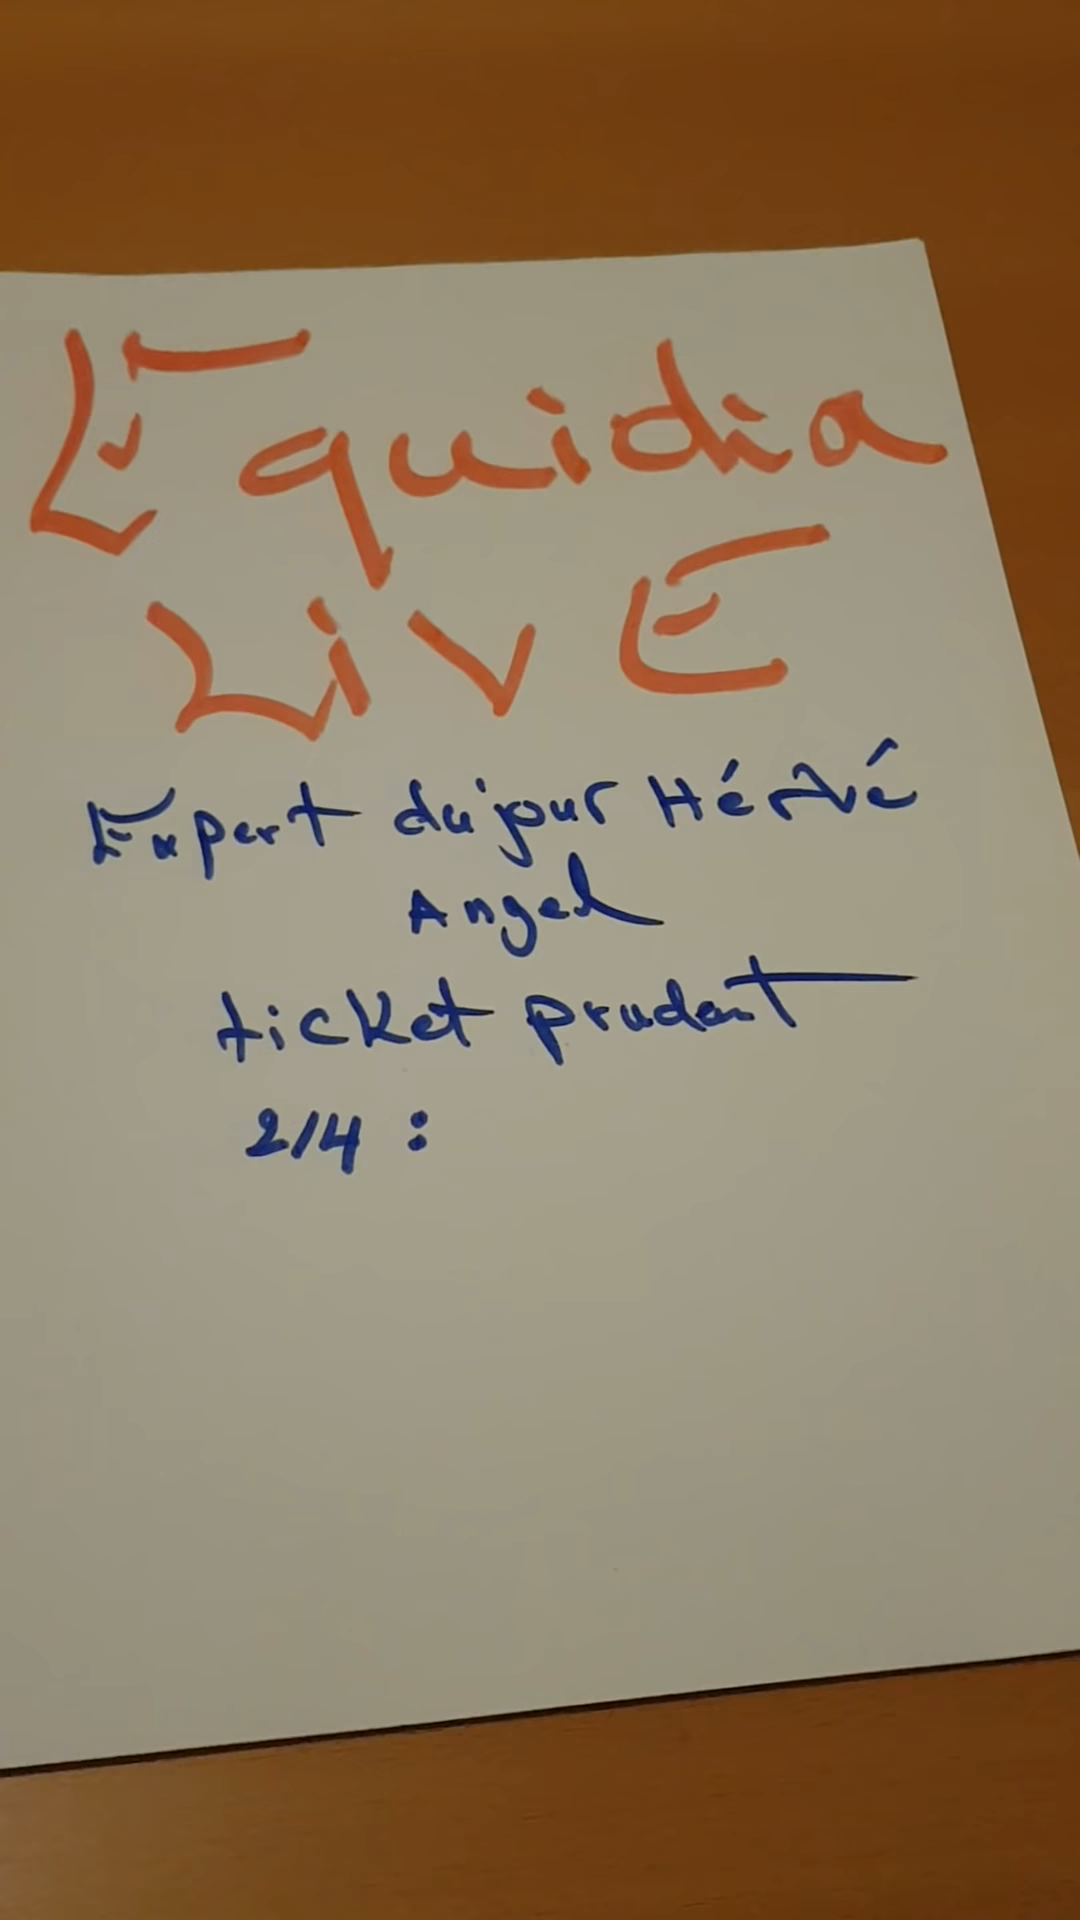 Equidia
LiVE
Expert du jour Hérvé
Angel
ticket prudent
2/4 :